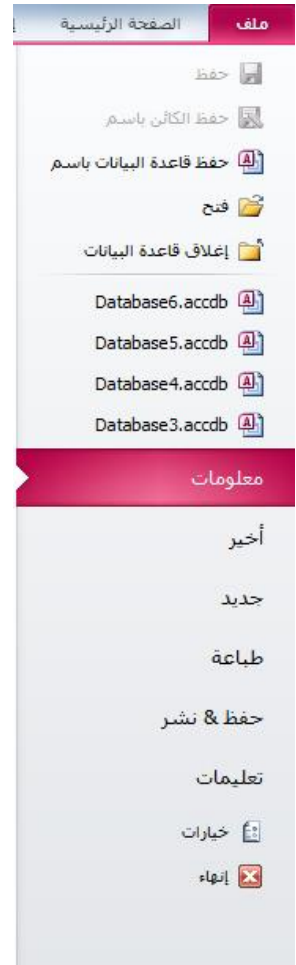 ملف الصفحة الرئيسية
حفظ
حفظ الكائن باسم
حفظ قاعدة البيانات باسم
فتح
إغلاق قاعدة البيانات
Database6.accdb
Database5.accdb
Database4.accdb
Database3.accdb
معلومات
أخير
جديد
طباعة
حفظ & نشر
تعليمات
خيارات
إنهاء